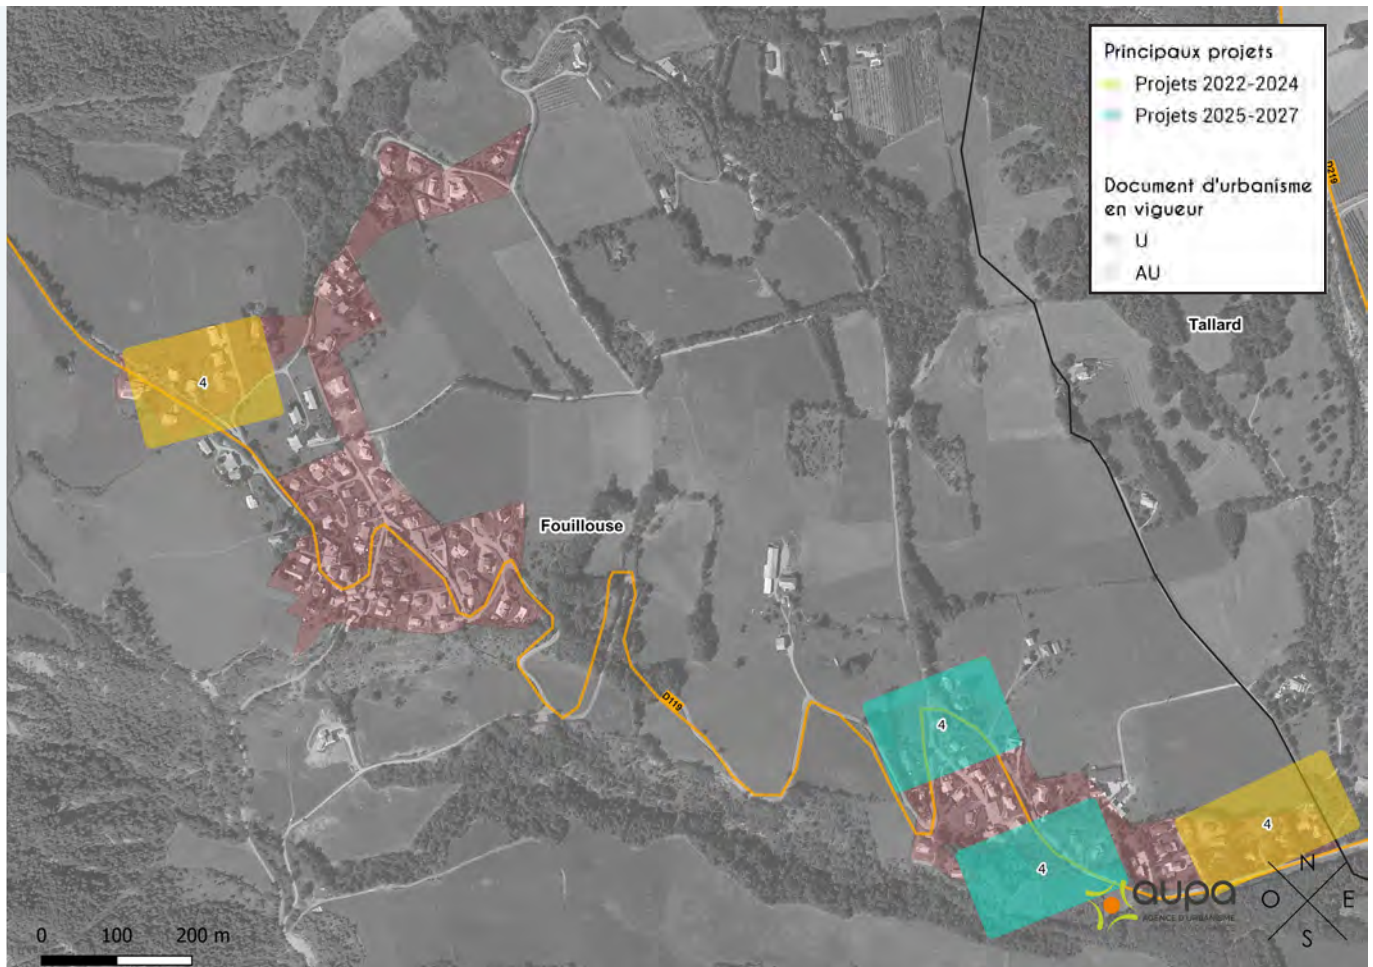 Principaux projets
Projets 2022-2024
Projets 2025-2027
Document d'urbanisme
en vigueur
U
AU
D219
Tallard
4
Fouillouse
D119
4
4
4
aupa
AGENCE D'URBANISME
N
O
E
S
0
100
200 m